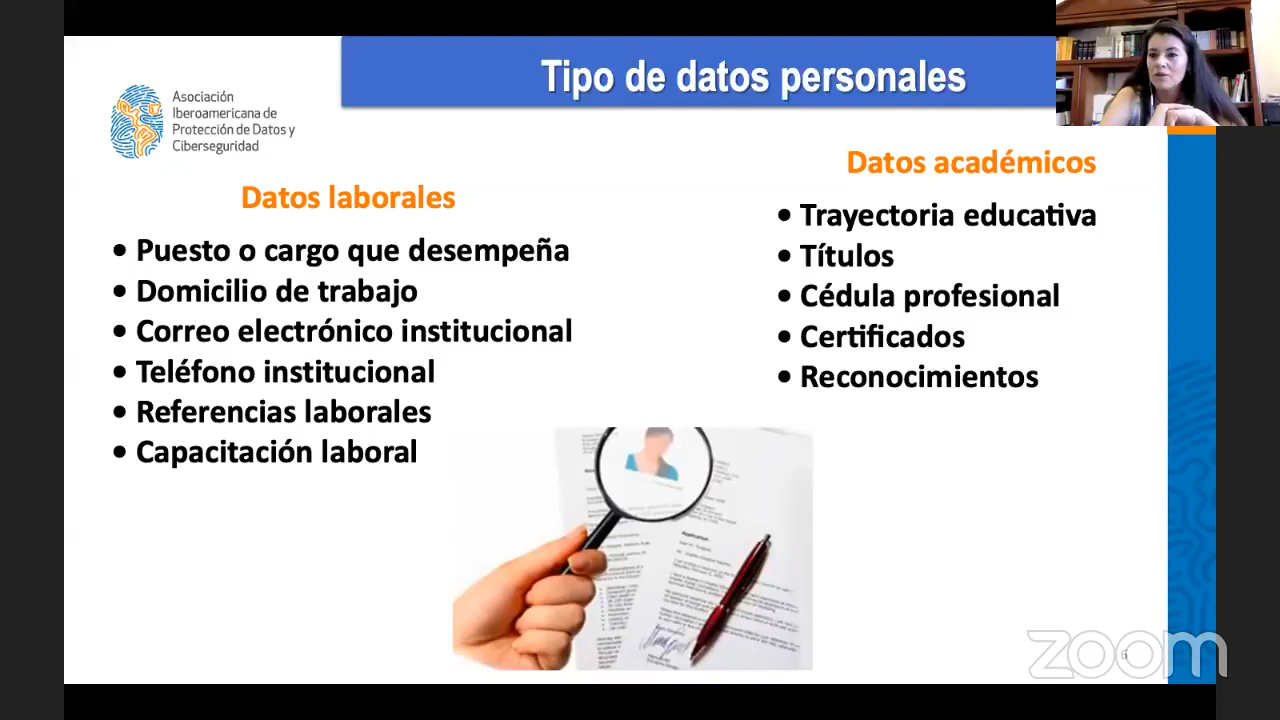 Tipo de datos personales
Asociación
Iberoamericana de
Protección de Datos y
Ciberseguridad
Datos laborales
• Puesto o cargo que desempeña
• Domicilio de trabajo
• Correo electrónico institucional
• Teléfono institucional
• Referencias laborales
• Capacitación laboral
Datos académicos
• Trayectoria educativa
• Títulos
• Cédula profesional
• Certificados
• Reconocimientos
zoom
6